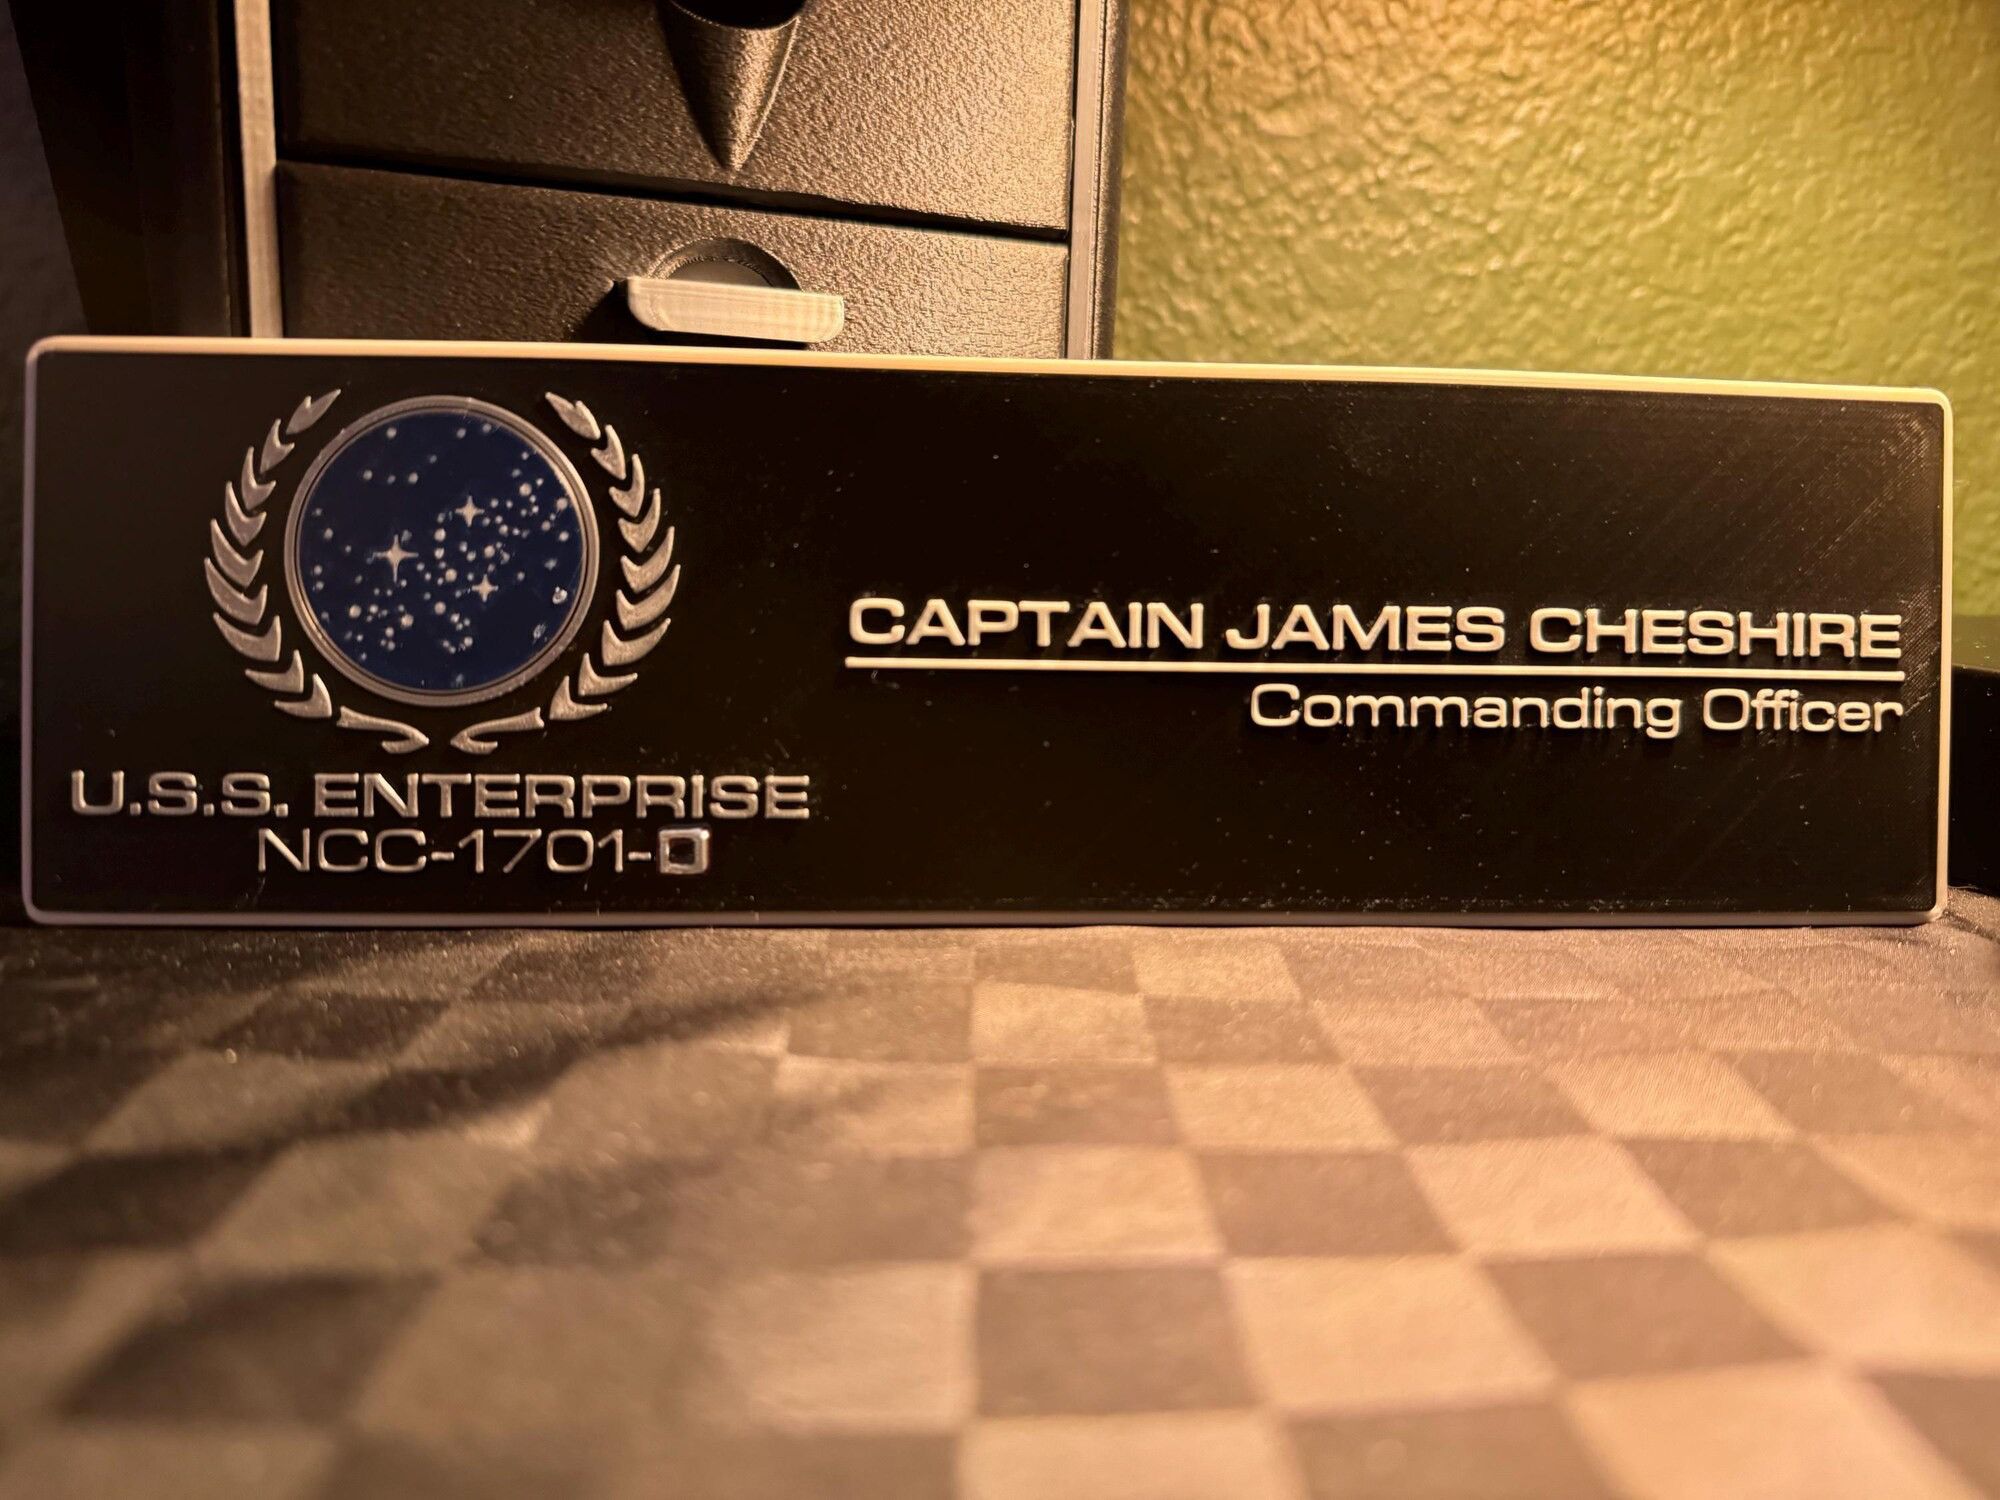 U.S.S. ENTERPRISE
NCC-1701-
CAPTAIN JAMES CHESHIRE
Commanding Officer